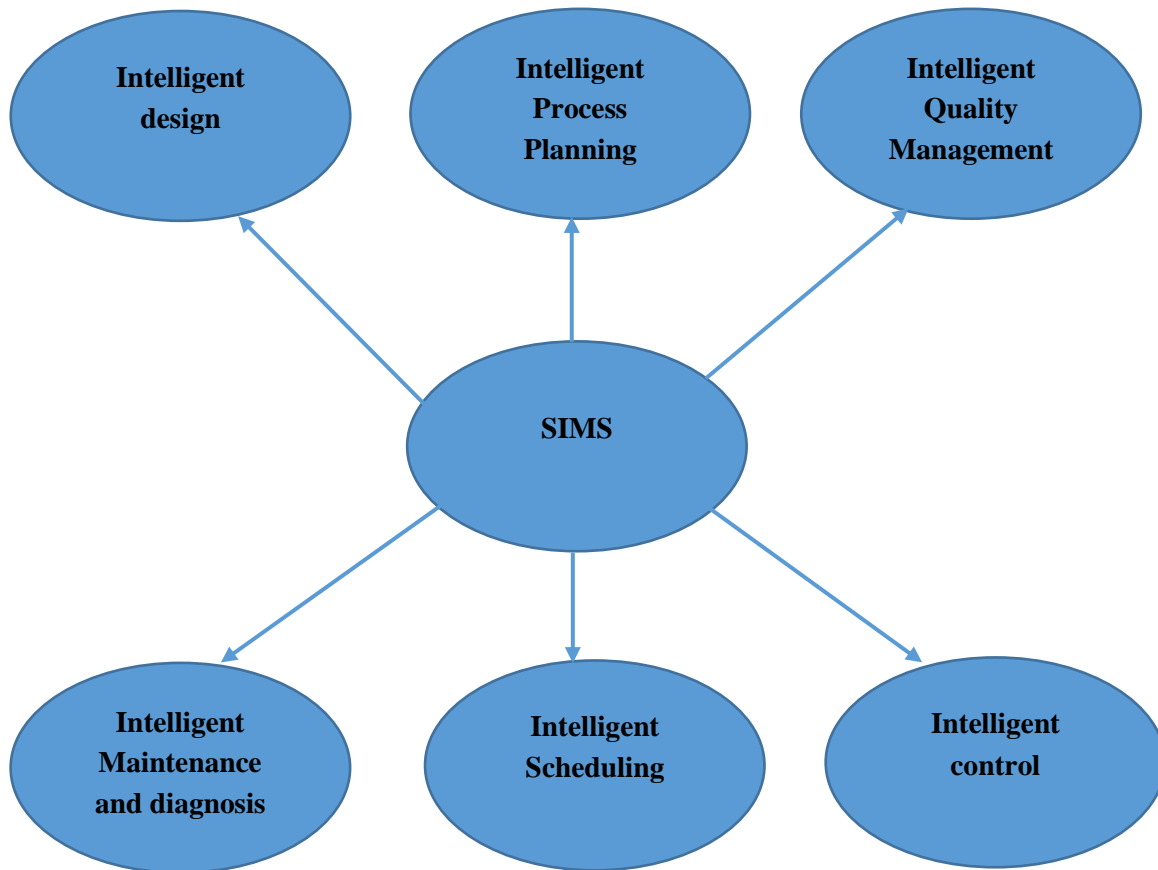 Intelligent
design
Intelligent
Process
Planning
Intelligent
Quality
Management
SIMS
Intelligent
Maintenance
and diagnosis
Intelligent
Scheduling
Intelligent
control